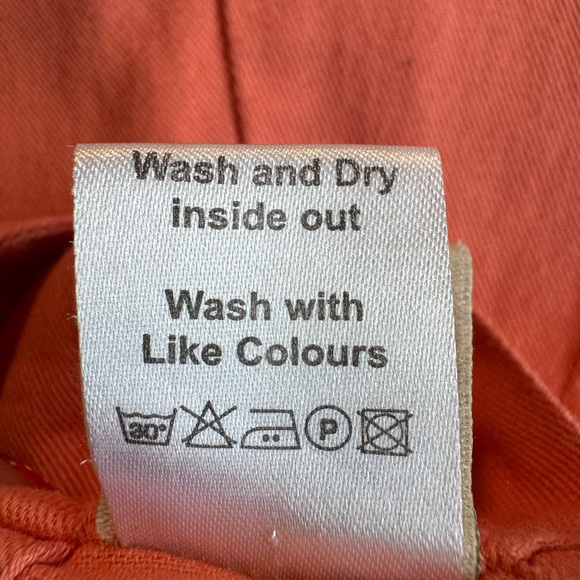 Wash and Dry
inside out
Wash with
Like Colours
30° P